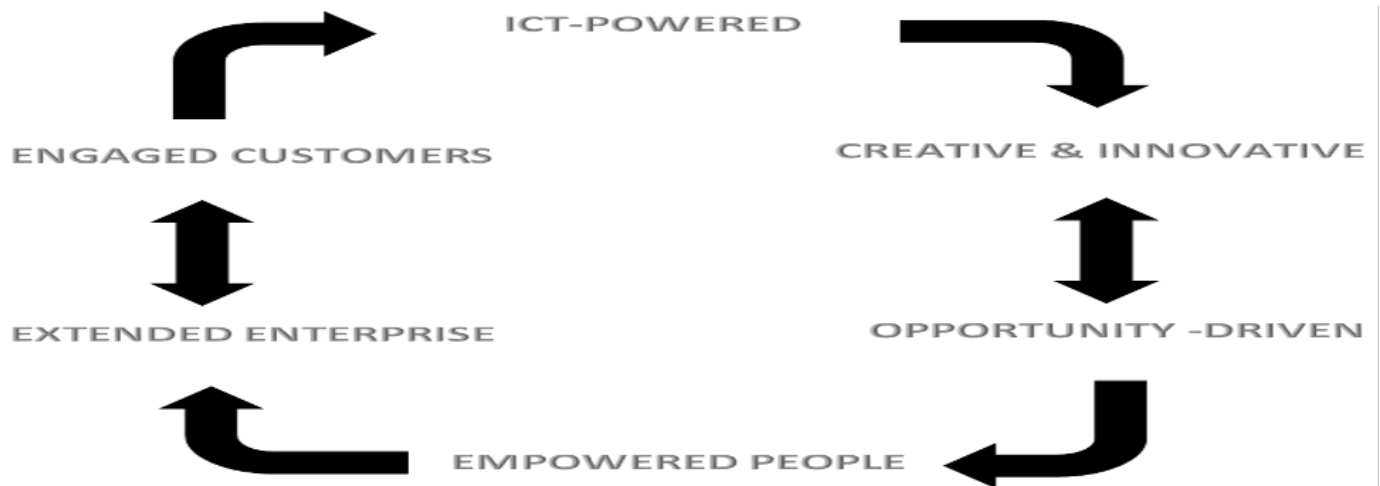 ICT-POWERED
ENGAGED CUSTOMERS
CREATIVE & INNOVATIVE
EXTENDED ENTERPRISE
OPPORTUNITY -DRIVEN
EMPOWERED PEOPLE